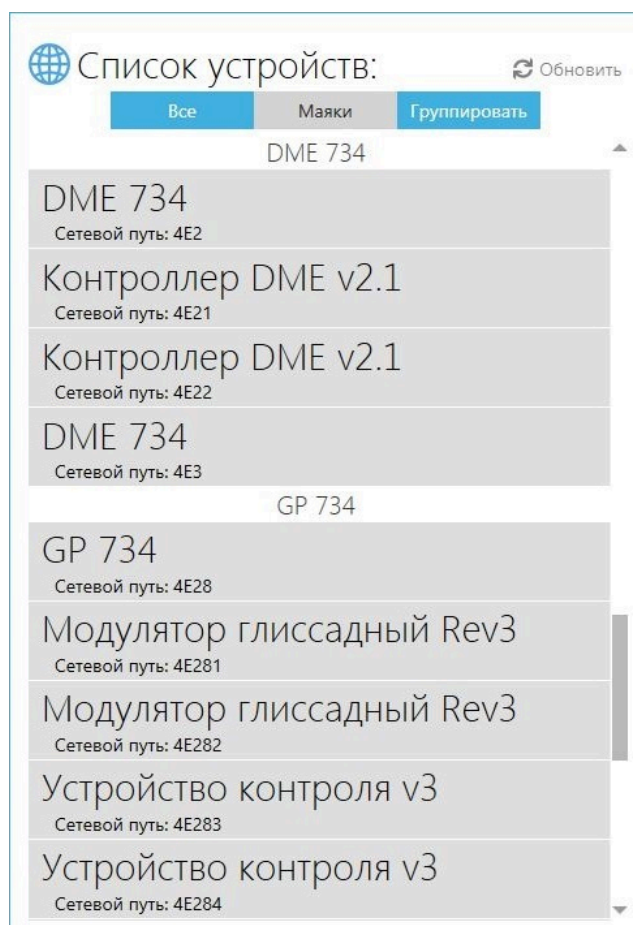 Список устройств:
Обновить
Все
Маяки
Группировать
DME 734
DME 734
Сетевой путь: 4E2
Контроллер DME v2.1
Сетевой путь: 4E21
Контроллер DME v2.1
Сетевой путь: 4E22
DME 734
Сетевой путь: 4E3
GP 734
GP 734
Сетевой путь: 4E28
Модулятор глиссадный Rev3
Сетевой путь: 4E281
Модулятор глиссадный Rev3
Сетевой путь: 4E282
Устройство контроля v3
Сетевой путь: 4E283
Устройство контроля v3
Сетевой путь: 4E284